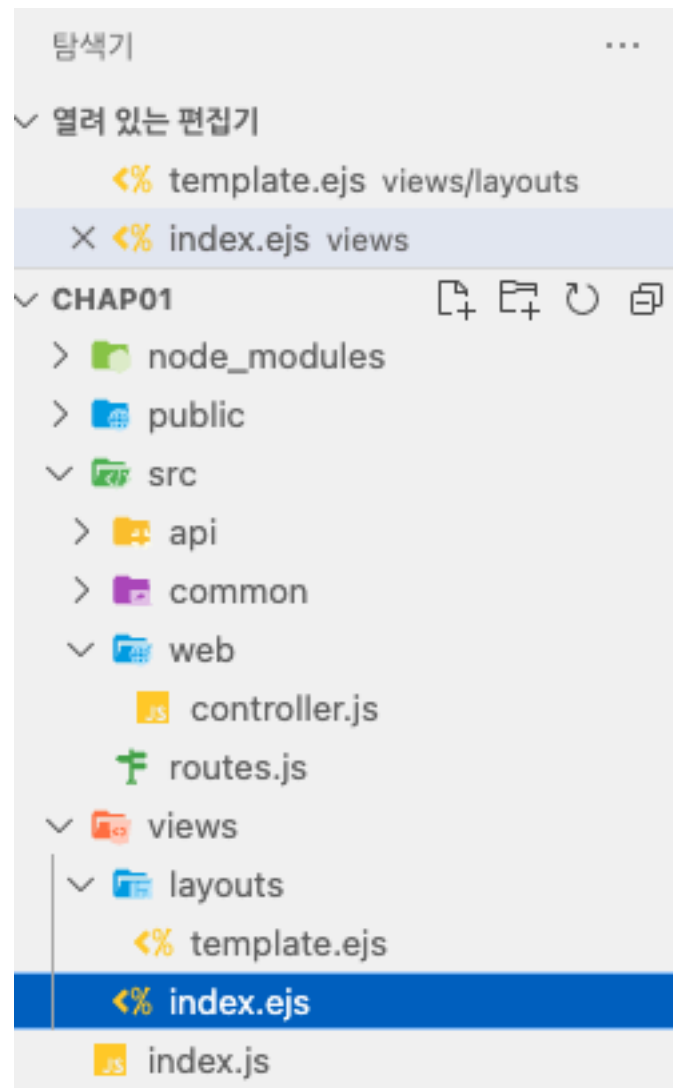 탐색기 ...
열려 있는 편집기
template.ejs views/layouts
index.ejs views
CHAP01
node_modules
public
src
api
common
web
JS controller.js
routes.js
views
layouts
template.ejs
index.ejs
JS index.js